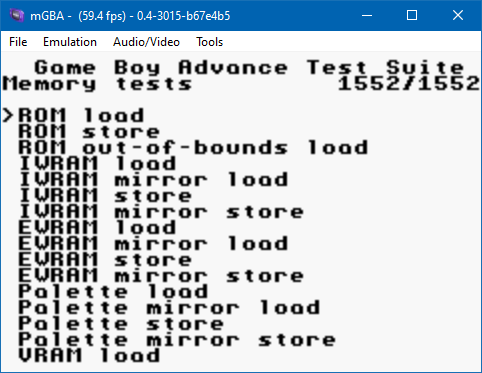 mGBA - (59.4 fps) - 0.4-3015-b67e4b5
File Emulation Audio/Video Tools
Game Boy Advance Test Suite
Memory tests 1552/1552
>ROM load
ROM store
ROM out-of-bounds load
IWRAM load
IWRAM mirror load
IWRAM store
IWRAM mirror store
EWRAM load
EWRAM mirror load
EWRAM store
EWRAM mirror store
Palette load
Palette mirror load
Palette store
Palette mirror store
VRAM load